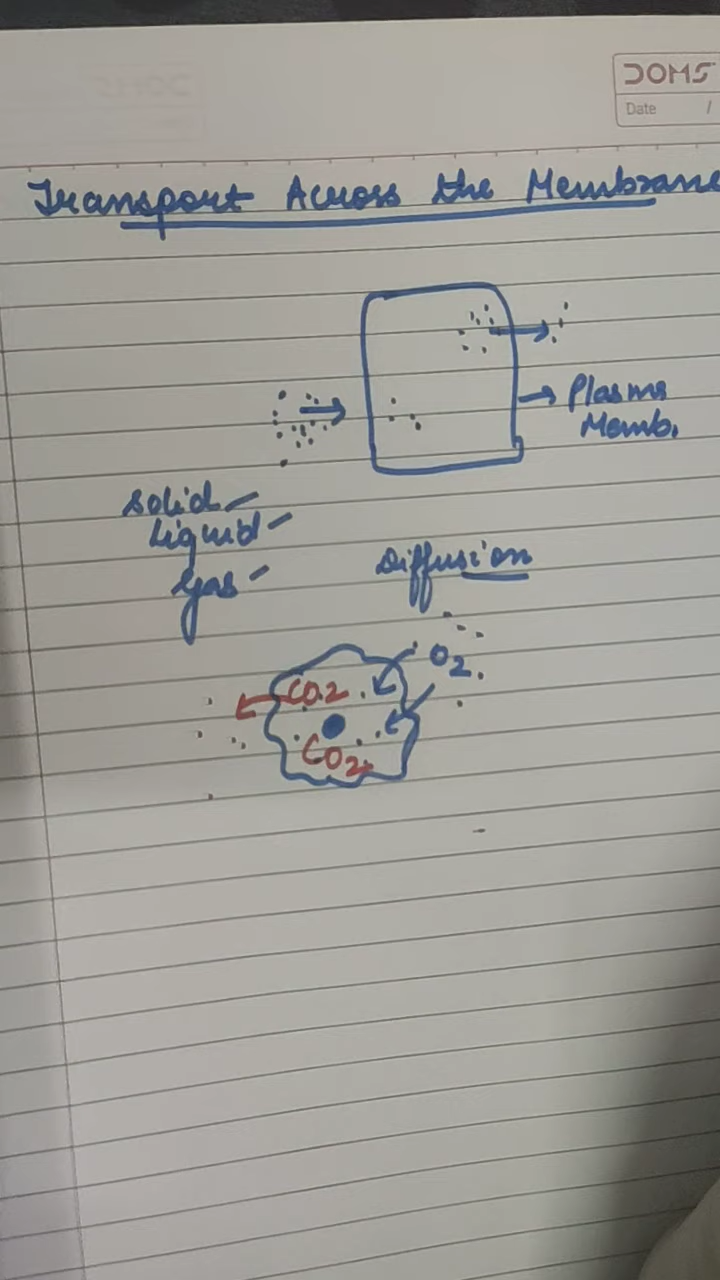 DOMS
Date /
Transport Across the Membrane
Plasma
Memb.
Solid
Liquid
Gas
Diffusion
O2
CO2
CO2